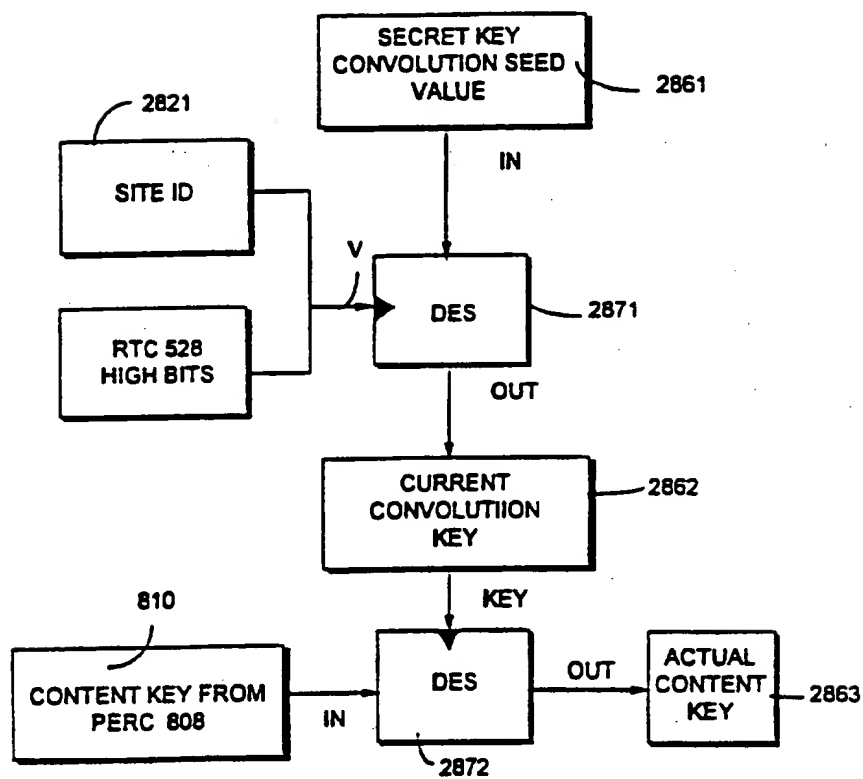 SECRET KEY
CONVOLUTION SEED
VALUE
2861
2821
IN
SITE ID
V
DES
2871
RTC 528
HIGH BITS
OUT
CURRENT
CONVOLUTIION
KEY
2862
810
KEY
CONTENT KEY FROM
PERC 808
IN
DES
OUT
ACTUAL
CONTENT
KEY
2863
2872